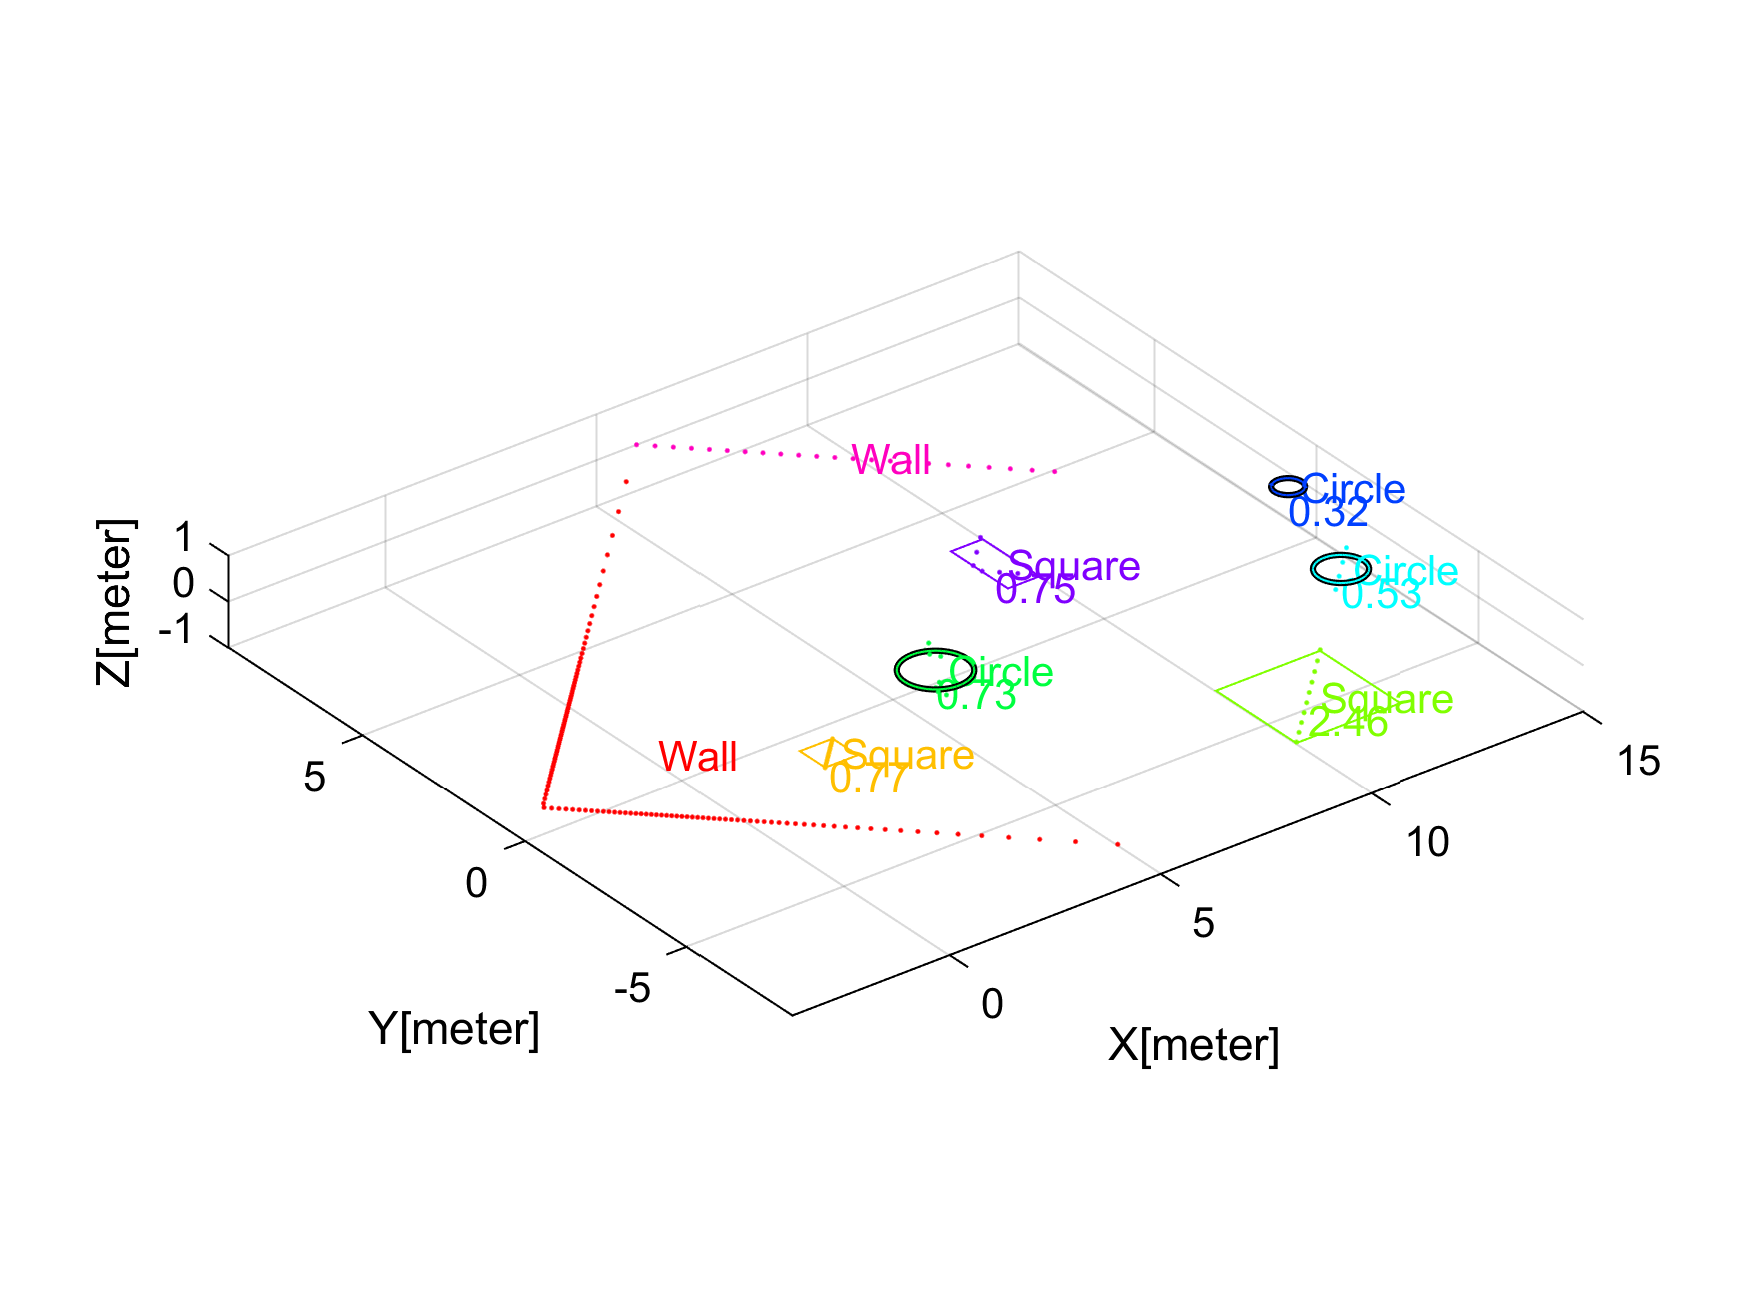 Wall
Circle
0.32
1
0
-1
Z[meter]
Square
0.75
Circle
0.53
Circle
0.73
Square
2.46
Wall
Square
0.77
5
0
-5
Y[meter]
15
10
5
0
X[meter]